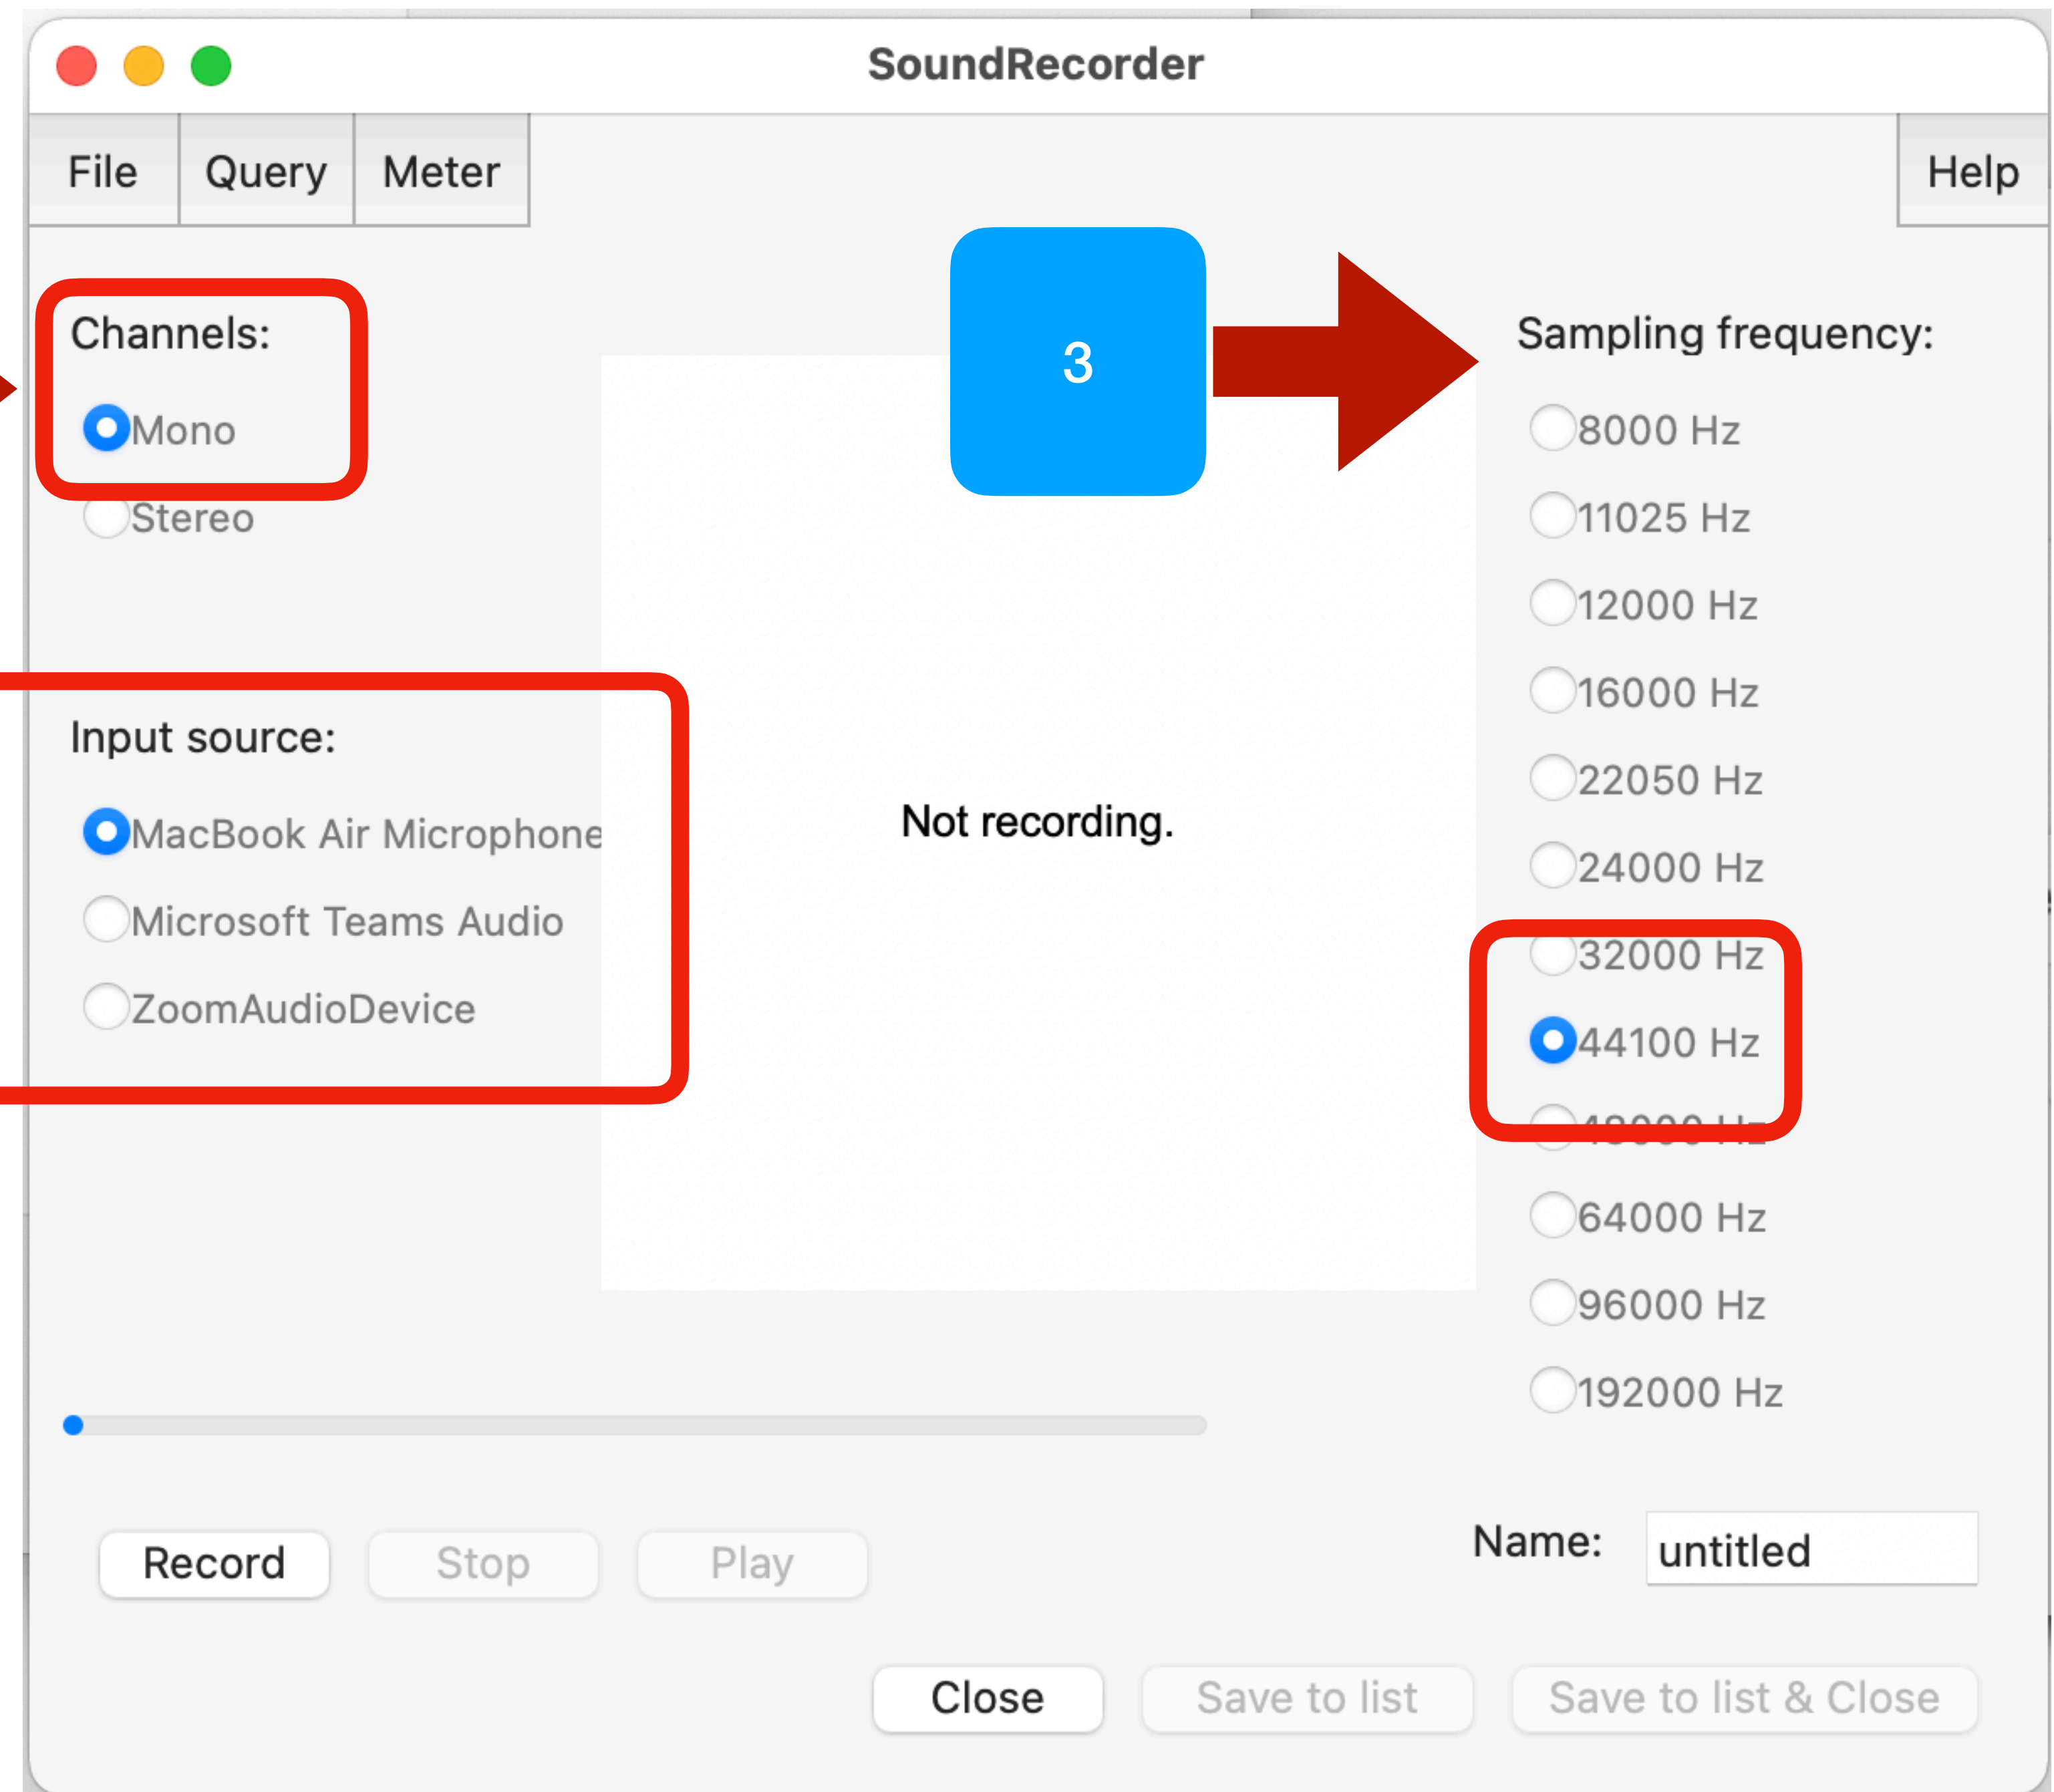 SoundRecorder
File Query Meter Help
3
Channels:
Mono
Stereo
Input source:
MacBook Air Microphone
Microsoft Teams Audio
ZoomAudioDevice
Not recording.
Sampling frequency:
8000 Hz
11025 Hz
12000 Hz
16000 Hz
22050 Hz
24000 Hz
32000 Hz
44100 Hz
48000 Hz
64000 Hz
96000 Hz
192000 Hz
Record Stop Play
Name: untitled
Close Save to list Save to list & Close